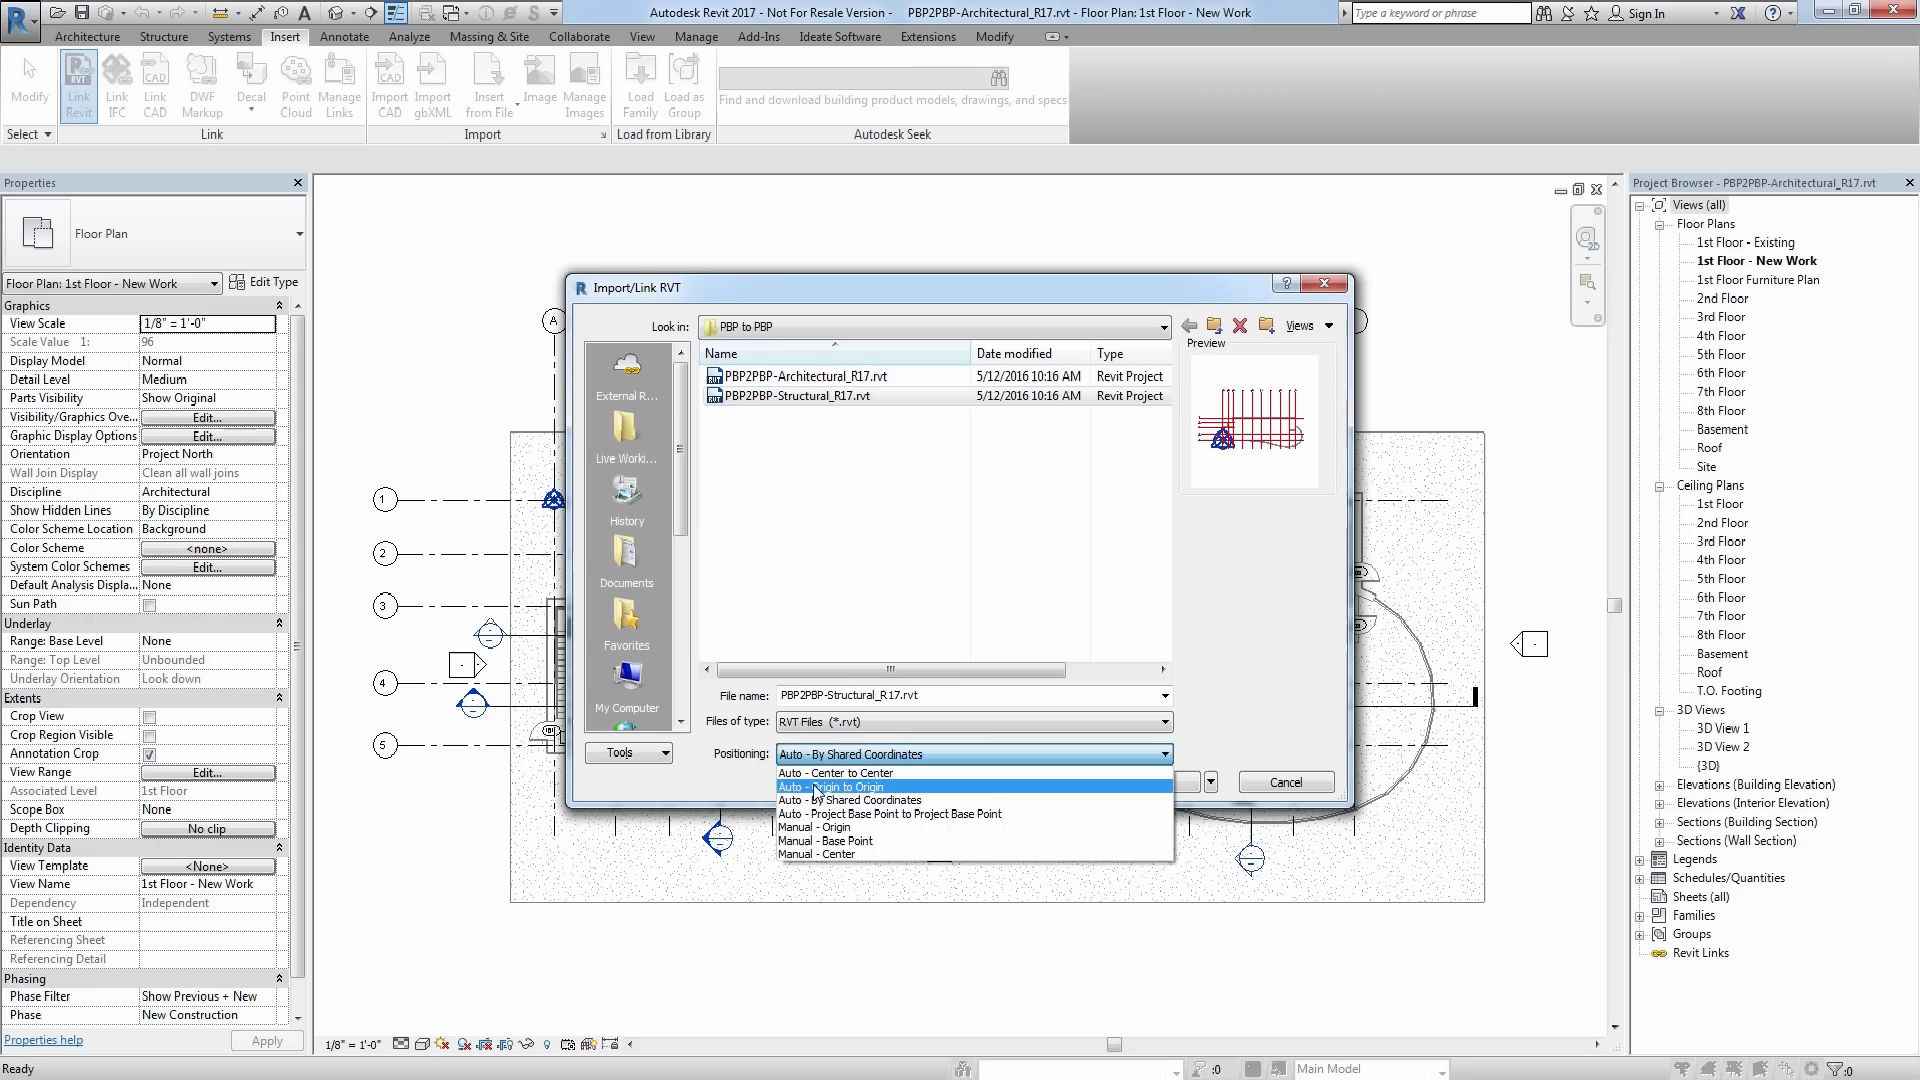 Autodesk Revit 2017 - Not For Resale Version - PBP2PBP-Architectural_R17.rvt - Floor Plan: 1st Floor - New Work
Type a keyword or phrase
Sign In
Architecture Structure Systems Insert Annotate Analyze Massing & Site Collaborate View Manage Add-Ins Ideate Software Extensions Modify
Modify
Link Revit
Link IFC
Link CAD
DWF Markup
Decal
Point Cloud
Manage Links
Import CAD
Import gbXML
Insert from File
Image
Manage Images
Load Family
Load as Group
Find and download building product models, drawings, and specs
Select
Link
Import
Load from Library
Autodesk Seek
Properties
Floor Plan
Floor Plan: 1st Floor - New Work
Edit Type
Graphics
View Scale 1/8" = 1'-0"
Scale Value 1: 96
Display Model Normal
Detail Level Medium
Parts Visibility Show Original
Visibility/Graphics Ove... Edit...
Graphic Display Options Edit...
Orientation Project North
Wall Join Display Clean all wall joins
Discipline Architectural
Show Hidden Lines By Discipline
Color Scheme Location Background
Color Scheme <none>
System Color Schemes Edit...
Default Analysis Displa... None
Sun Path
Underlay
Range: Base Level None
Range: Top Level Unbounded
Underlay Orientation Look down
Extents
Crop View
Crop Region Visible
Annotation Crop
View Range Edit...
Associated Level 1st Floor
Scope Box None
Depth Clipping No clip
Identity Data
View Template <None>
View Name 1st Floor - New Work
Dependency Independent
Title on Sheet
Referencing Sheet
Referencing Detail
Phasing
Phase Filter Show Previous + New
Phase New Construction
Properties help
Apply
A
1
2
3
4
5
2D
Import/Link RVT
Look in: PBP to PBP
Views
Name Date modified Type
PBP2PBP-Architectural_R17.rvt 5/12/2016 10:16 AM Revit Project
PBP2PBP-Structural_R17.rvt 5/12/2016 10:16 AM Revit Project
Preview
External R...
Live Worki...
History
Documents
Favorites
My Computer
File name: PBP2PBP-Structural_R17.rvt
Files of type: RVT Files (*.rvt)
Tools
Positioning: Auto - By Shared Coordinates
Auto - Center to Center
Auto - Origin to Origin
Auto - By Shared Coordinates
Auto - Project Base Point to Project Base Point
Manual - Origin
Manual - Base Point
Manual - Center
Cancel
Project Browser - PBP2PBP-Architectural_R17.rvt
Views (all)
Floor Plans
1st Floor - Existing
1st Floor - New Work
1st Floor Furniture Plan
2nd Floor
3rd Floor
4th Floor
5th Floor
6th Floor
7th Floor
8th Floor
Basement
Roof
Site
Ceiling Plans
1st Floor
2nd Floor
3rd Floor
4th Floor
5th Floor
6th Floor
7th Floor
8th Floor
Basement
Roof
T.O. Footing
3D Views
3D View 1
3D View 2
{3D}
Elevations (Building Elevation)
Elevations (Interior Elevation)
Sections (Building Section)
Sections (Wall Section)
Legends
Schedules/Quantities
Sheets (all)
Families
Groups
Revit Links
1/8" = 1'-0"
Ready
:0
Main Model
:0